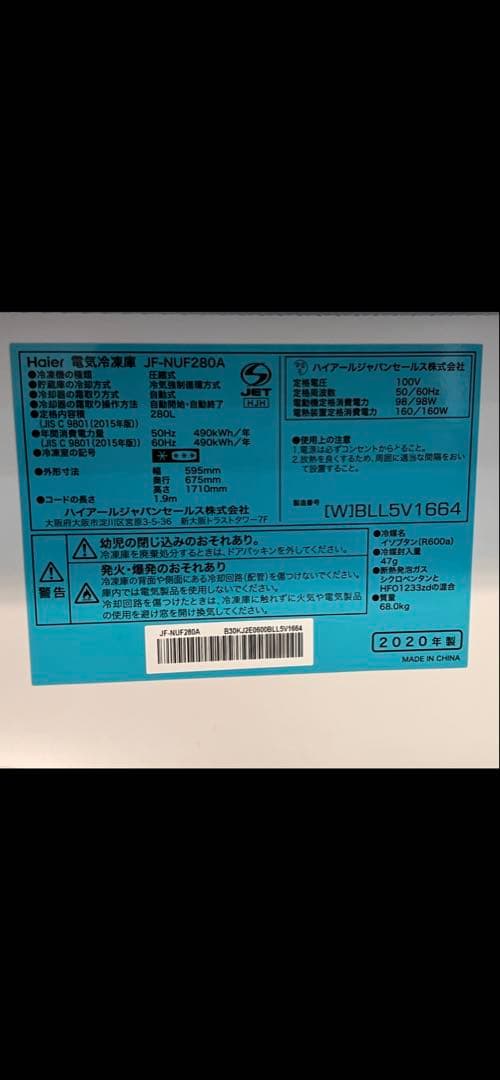 Haier 電気冷凍庫 JF-NUF280A
●冷凍機の種類 圧縮式
●貯蔵庫の冷却方式 冷気強制循環方式
●冷却器の霜取り方式 自動式
●冷却器の霜取り操作方法 自動開始・自動終了
●定格内容積 280L
(JIS C 9801(2015年版))
●年間消費電力量 50Hz 490kWh/年
(JIS C 9801(2015年版)) 60Hz 490kWh/年
●冷凍室の記号
●外形寸法 幅 595mm
奥行 675mm
高さ 1710mm
●コードの長さ 1.9m
ハイアールジャパンセールス株式会社
大阪府大阪市淀川区宮原3-5-36 新大阪トラストタワー7F
S
JET
HJH
ハイアールジャパンセールス株式会社
定格電圧 100V
定格周波数 50/60Hz
電動機定格消費電力 98/98W
電熱装置定格消費電力 160/160W
●使用上の注意
1.電源は必ずコンセントからとること。
2.放熱をよくするため、周囲に適当な間隔をおい
て設置すること。
製造番号 [W]BLL5V1664
警告
幼児の閉じ込みのおそれあり。
冷凍庫を廃棄処分するときは、ドアパッキンを外してください。
発火・爆発のおそれあり
冷凍庫の背面や側面にある冷却回路(配管)を傷つけないでください。
庫内では電気製品を使用しないでください。
冷却回路を傷つけたときは、冷凍庫に触れずに火気や電気製品
の使用を避け窓を開け換気してください。
●冷媒名
イソブタン(R600a)
●冷媒封入量
47g
●断熱発泡ガス
シクロペンタンと
HFO1233zdの混合
●質量
68.0kg
JF-NUF280A B30KJ2E0600BLL5V1664
2020年製
MADE IN CHINA